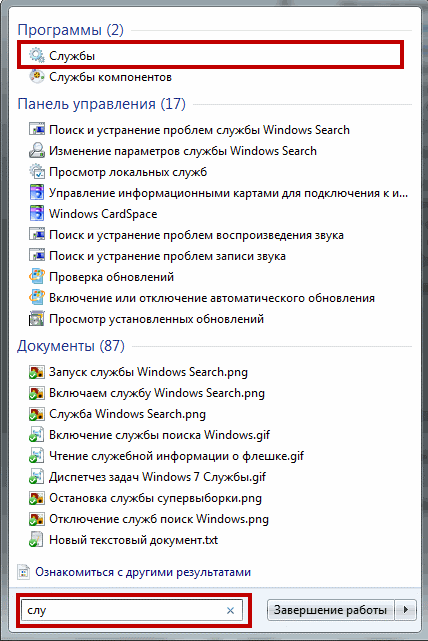 Программы (2)
Службы
Службы компонентов
Панель управления (17)
Поиск и устранение проблем службы Windows Search
Изменение параметров службы Windows Search
Просмотр локальных служб
Управление информационными картами для подключения к и...
Windows CardSpace
Поиск и устранение проблем воспроизведения звука
Поиск и устранение проблем записи звука
Проверка обновлений
Включение или отключение автоматического обновления
Просмотр установленных обновлений
Документы (87)
Запуск службы Windows Search.png
Включаем службу Windows Search.png
Служба Windows Search.png
Включение службы поиска Windows.gif
Чтение служебной информации о флешке.gif
Диспетчез задач Windows 7 Службы.gif
Остановка службы супервыборки.png
Отключение служб поиск Windows.png
Новый текстовый документ.txt
Ознакомиться с другими результатами
слу
Завершение работы